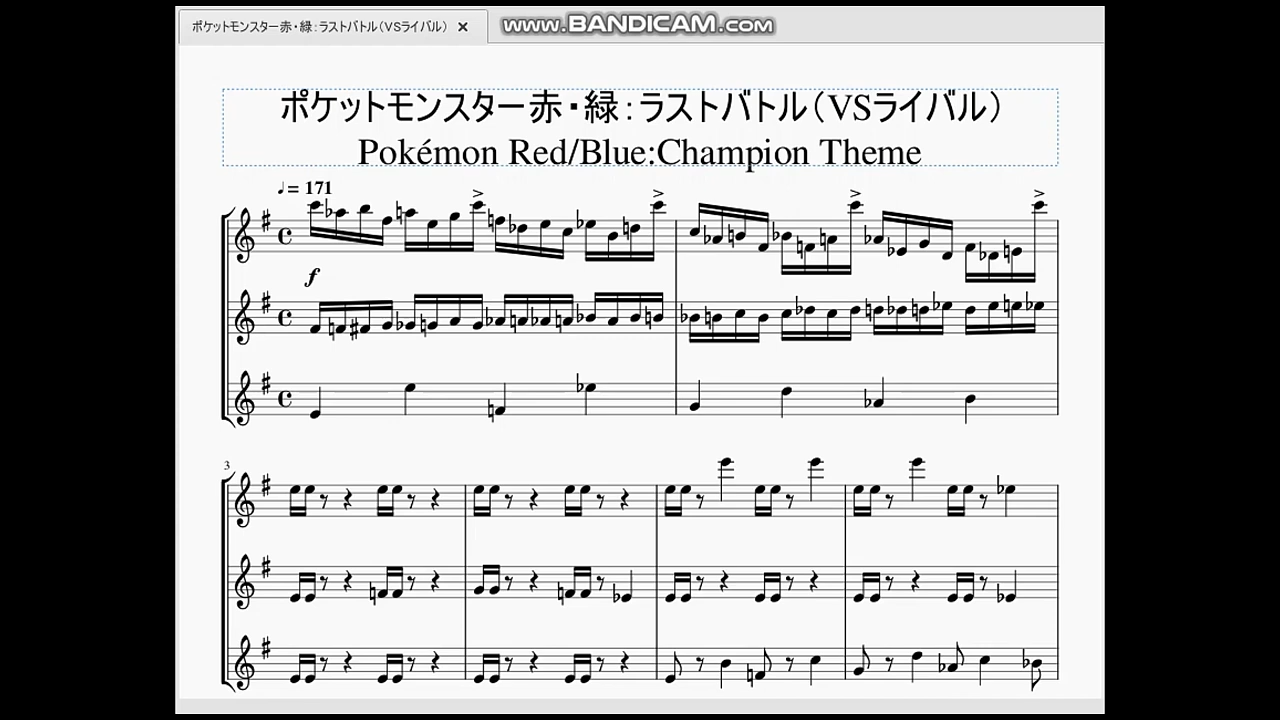 ポケットモンスター赤・緑：ラストバトル（VSライバル）
www.BANDICAM.com
ポケットモンスター赤・緑：ラストバトル（VSライバル）
Pokémon Red/Blue:Champion Theme
♩= 171
f
3